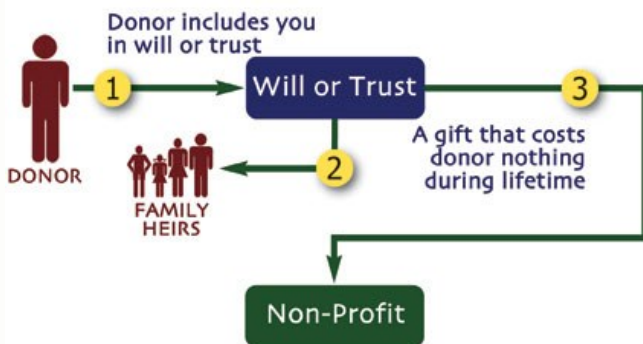 Donor includes you
in will or trust
1
Will or Trust
3
DONOR
2
A gift that costs
donor nothing
during lifetime
FAMILY
HEIRS
Non-Profit